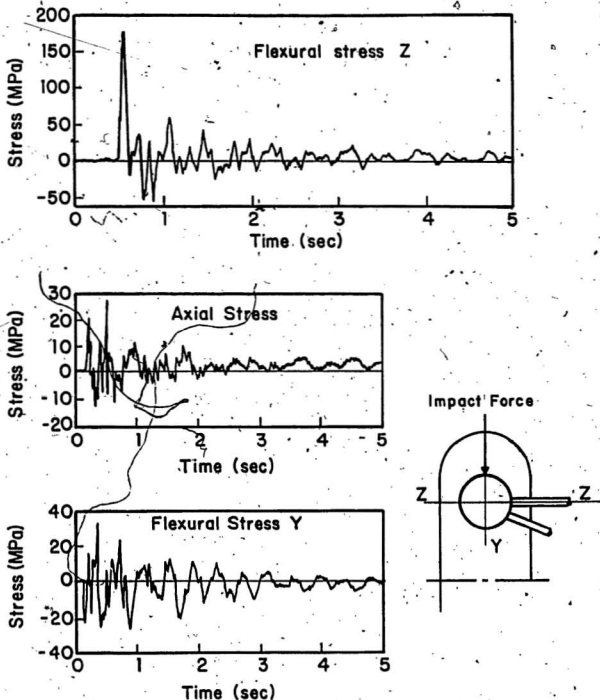 200
150
100
50
0
-50
Stress (MPa)
Flexural stress Z
0 1 2 3 4 5
Time (sec)
30
20
10
0
-10
-20
Stress (MPa)
Axial Stress
0 1 2 3 4 5
Time (sec)
40
20
0
-20
-40
Stress (MPa)
Flexural Stress Y
0 1 2 3 4 5
Time (sec)
Impact Force
Z Z
Y